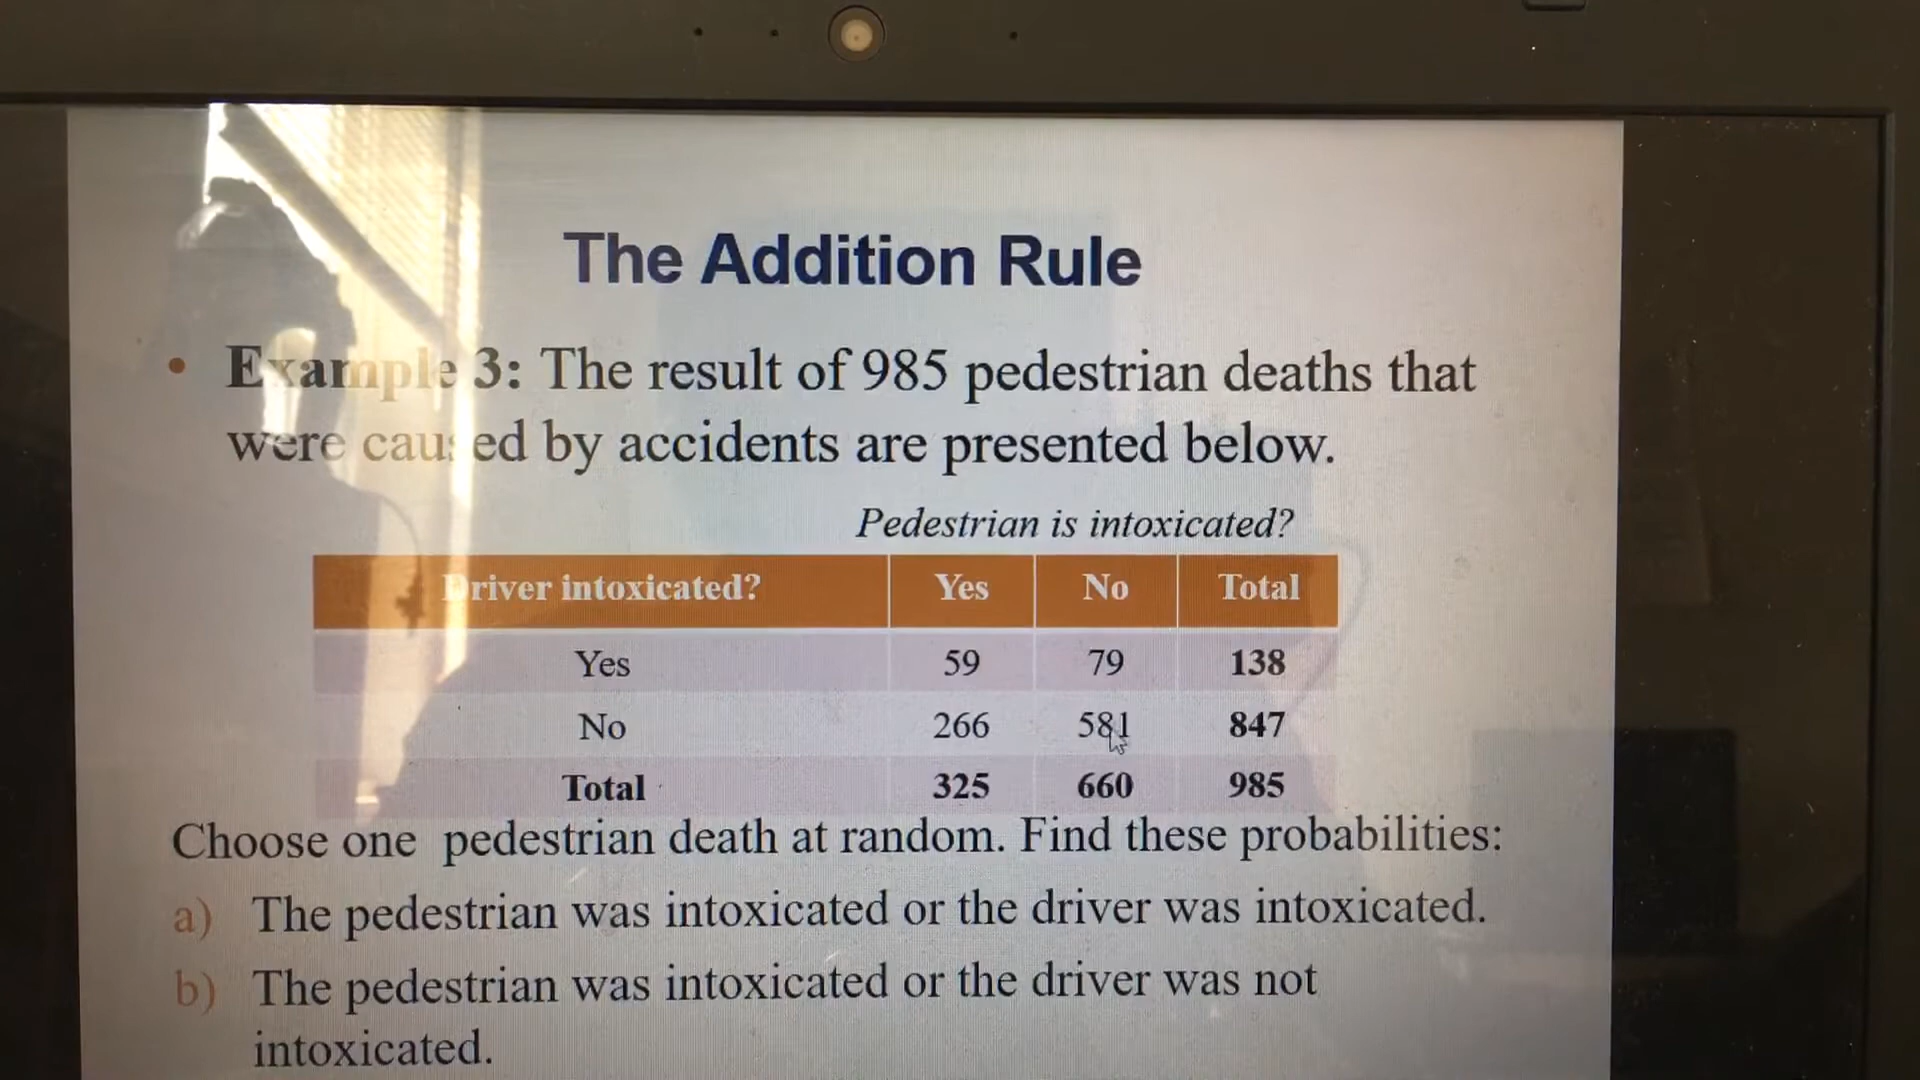 The Addition Rule
• Example 3: The result of 985 pedestrian deaths that
were caused by accidents are presented below.
Pedestrian is intoxicated?
Driver intoxicated? Yes No Total
Yes 59 79 138
No 266 581 847
Total 325 660 985
Choose one pedestrian death at random. Find these probabilities:
a) The pedestrian was intoxicated or the driver was intoxicated.
b) The pedestrian was intoxicated or the driver was not
intoxicated.